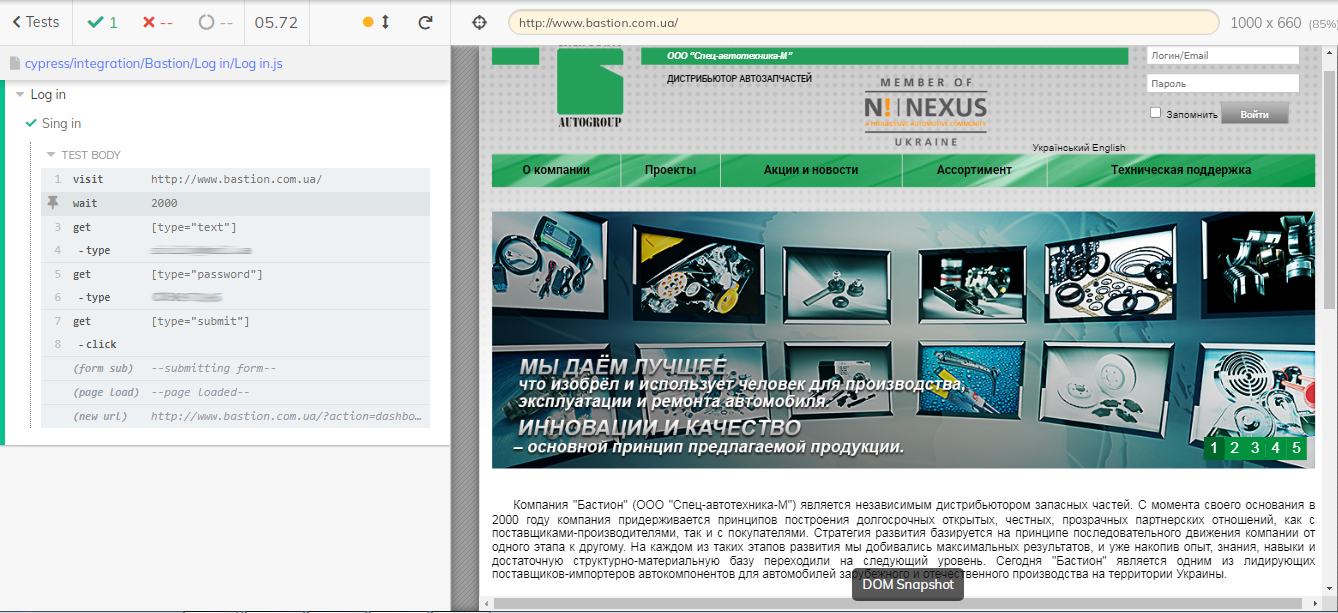 Tests
1
--
--
05.72
http://www.bastion.com.ua/
1000 x 660 (85%)
cypress/integration/Bastion/Log in/Log in.js
Log in
Sing in
TEST BODY
1 visit http://www.bastion.com.ua/
wait 2000
3 get [type="text"]
4 -type
5 get [type="password"]
6 -type
7 get [type="submit"]
8 -click
(form sub) --submitting form--
(page load) --page loaded--
(new url) http://www.bastion.com.ua/?action=dashbo...
ООО "Спец-автотехника-М"
ДИСТРИБЬЮТОР АВТОЗАПЧАСТЕЙ
AUTOGROUP
MEMBER OF
N! NEXUS
A PROGRESSIVE AUTOMOTIVE COMMUNITY
UKRAINE
Логин/Email
Пароль
Запомнить
Войти
Український English
О компании
Проекты
Акции и новости
Ассортимент
Техническая поддержка
МЫ ДАЁМ ЛУЧШЕЕ
что изобрёл и использует человек для производства,
эксплуатации и ремонта автомобиля.
ИННОВАЦИИ И КАЧЕСТВО
– основной принцип предлагаемой продукции.
1 2 3 4 5
Компания "Бастион" (ООО "Спец-автотехника-М") является независимым дистрибьютором запасных частей. С момента своего основания в
2000 году компания придерживается принципов построения долгосрочных открытых, честных, прозрачных партнерских отношений, как с
поставщиками-производителями, так и с покупателями. Стратегия развития базируется на принципе последовательного движения компании от
одного этапа к другому. На каждом из таких этапов развития мы добивались максимальных результатов, и уже накопив опыт, знания, навыки и
достаточную структурно-материальную базу переходили на следующий уровень. Сегодня "Бастион" является одним из лидирующих
поставщиков-импортеров автокомпонентов для автомобилей зарубежного и отечественного производства на территории Украины.
DOM Snapshot